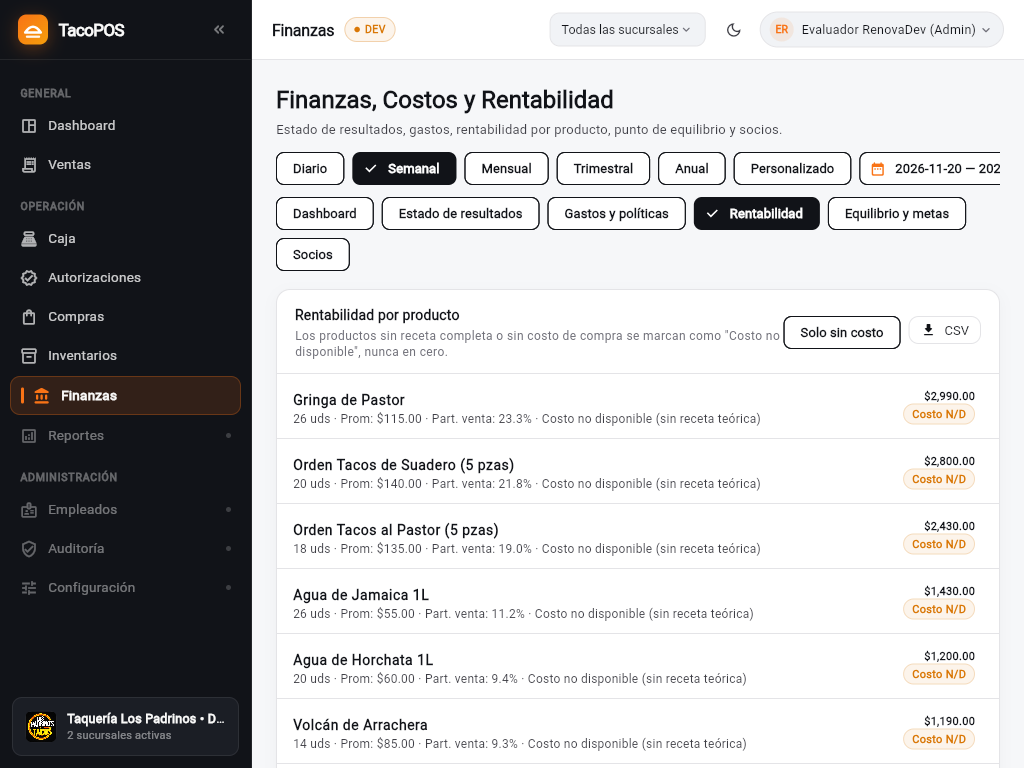 TacoPOS
GENERAL
Dashboard
Ventas
OPERACIÓN
Caja
Autorizaciones
Compras
Inventarios
Finanzas
Reportes
ADMINISTRACIÓN
Empleados
Auditoría
Configuración
Taquería Los Padrinos • D...
2 sucursales activas
Finanzas
DEV
Todas las sucursales
ER Evaluador RenovaDev (Admin)
Finanzas, Costos y Rentabilidad
Estado de resultados, gastos, rentabilidad por producto, punto de equilibrio y socios.
Diario Semanal Mensual Trimestral Anual Personalizado 2026-11-20 — 202
Dashboard Estado de resultados Gastos y políticas Rentabilidad Equilibrio y metas
Socios
Rentabilidad por producto
Los productos sin receta completa o sin costo de compra se marcan como "Costo no
disponible", nunca en cero.
Solo sin costo
CSV
Gringa de Pastor
26 uds · Prom: $115.00 · Part. venta: 23.3% · Costo no disponible (sin receta teórica)
$2,990.00
Costo N/D
Orden Tacos de Suadero (5 pzas)
20 uds · Prom: $140.00 · Part. venta: 21.8% · Costo no disponible (sin receta teórica)
$2,800.00
Costo N/D
Orden Tacos al Pastor (5 pzas)
18 uds · Prom: $135.00 · Part. venta: 19.0% · Costo no disponible (sin receta teórica)
$2,430.00
Costo N/D
Agua de Jamaica 1L
26 uds · Prom: $55.00 · Part. venta: 11.2% · Costo no disponible (sin receta teórica)
$1,430.00
Costo N/D
Agua de Horchata 1L
20 uds · Prom: $60.00 · Part. venta: 9.4% · Costo no disponible (sin receta teórica)
$1,200.00
Costo N/D
Volcán de Arrachera
14 uds · Prom: $85.00 · Part. venta: 9.3% · Costo no disponible (sin receta teórica)
$1,190.00
Costo N/D